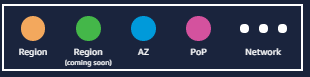 Region
Region
(coming soon)
AZ
PoP
Network